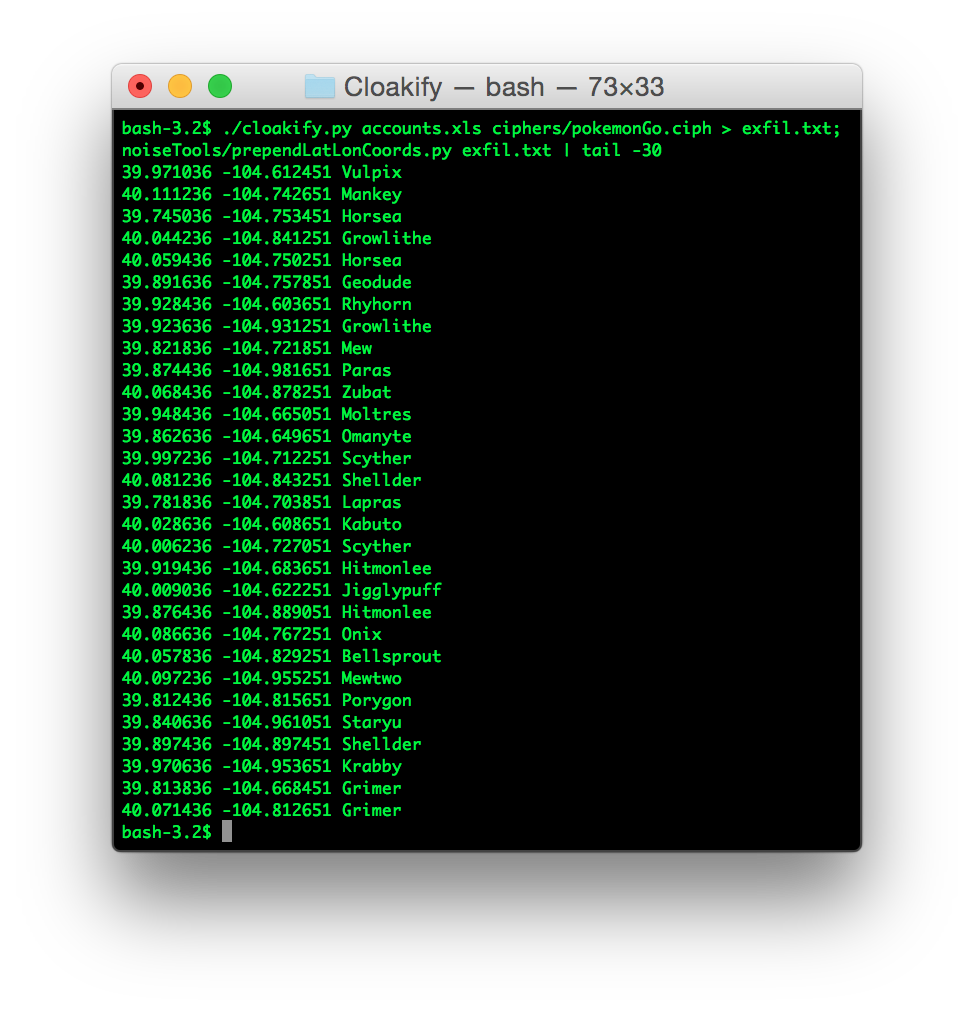 Cloakify — bash — 73×33
bash-3.2$ ./cloakify.py accounts.xls ciphers/pokemonGo.ciph > exfil.txt;
noiseTools/prependLatLonCoords.py exfil.txt | tail -30
39.971036 -104.612451 Vulpix
40.111236 -104.742651 Mankey
39.745036 -104.753451 Horsea
40.044236 -104.841251 Growlithe
40.059436 -104.750251 Horsea
39.891636 -104.757851 Geodude
39.928436 -104.603651 Rhyhorn
39.923636 -104.931251 Growlithe
39.821836 -104.721851 Mew
39.874436 -104.981651 Paras
40.068436 -104.878251 Zubat
39.948436 -104.665051 Moltres
39.862636 -104.649651 Omanyte
39.997236 -104.712251 Scyther
40.081236 -104.843251 Shellder
39.781836 -104.703851 Lapras
40.028636 -104.608651 Kabuto
40.006236 -104.727051 Scyther
39.919436 -104.683651 Hitmonlee
40.009036 -104.622251 Jigglypuff
39.876436 -104.889051 Hitmonlee
40.086636 -104.767251 Onix
40.057836 -104.829251 Bellsprout
40.097236 -104.955251 Mewtwo
39.812436 -104.815651 Porygon
39.840636 -104.961051 Staryu
39.897436 -104.897451 Shellder
39.970636 -104.953651 Krabby
39.813836 -104.668451 Grimer
40.071436 -104.812651 Grimer
bash-3.2$